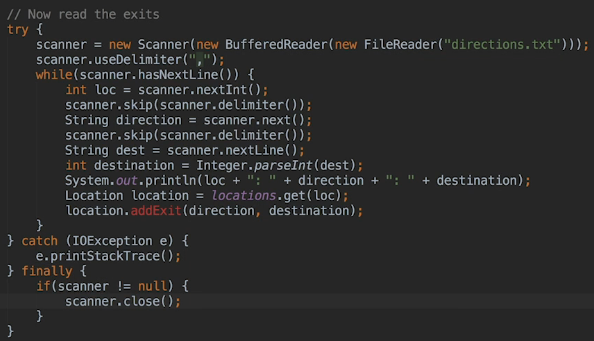 // Now read the exits
try {
    scanner = new Scanner(new BufferedReader(new FileReader("directions.txt")));
    scanner.useDelimiter(",");
    while(scanner.hasNextLine()) {
        int loc = scanner.nextInt();
        scanner.skip(scanner.delimiter());
        String direction = scanner.next();
        scanner.skip(scanner.delimiter());
        String dest = scanner.nextLine();
        int destination = Integer.parseInt(dest);
        System.out.println(loc + ": " + direction + ": " + destination);
        Location location = locations.get(loc);
        location.addExit(direction, destination);
    }
} catch (IOException e) {
    e.printStackTrace();
} finally {
    if(scanner != null) {
        scanner.close();
    }
}